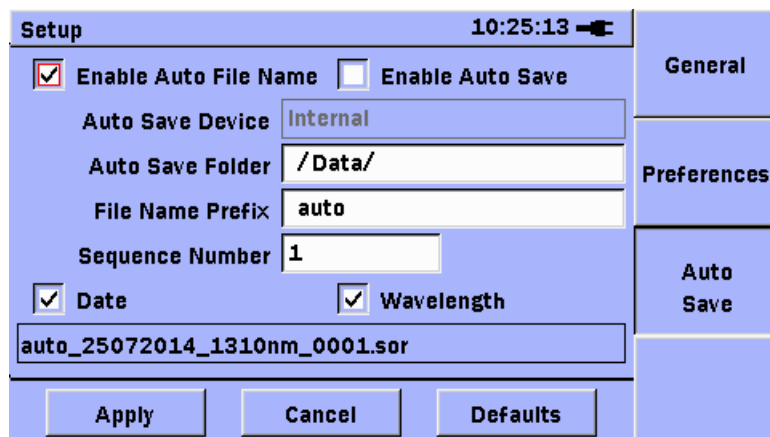 Setup 10:25:13
Enable Auto File Name Enable Auto Save
Auto Save Device Internal
Auto Save Folder /Data/
File Name Prefix auto
Sequence Number 1
Date Wavelength
auto_25072014_1310nm_0001.sor
Apply Cancel Defaults
General
Preferences
Auto
Save